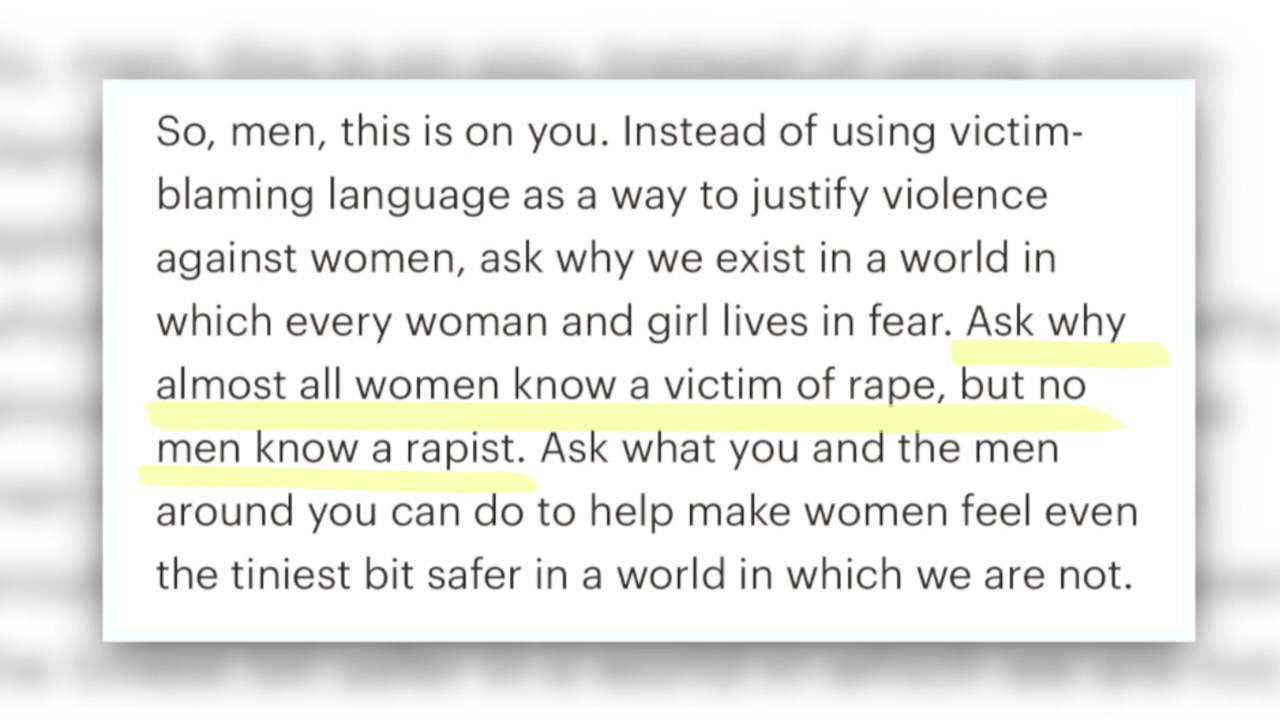 So, men, this is on you. Instead of using victim-
blaming language as a way to justify violence
against women, ask why we exist in a world in
which every woman and girl lives in fear. Ask why
almost all women know a victim of rape, but no
men know a rapist. Ask what you and the men
around you can do to help make women feel even
the tiniest bit safer in a world in which we are not.